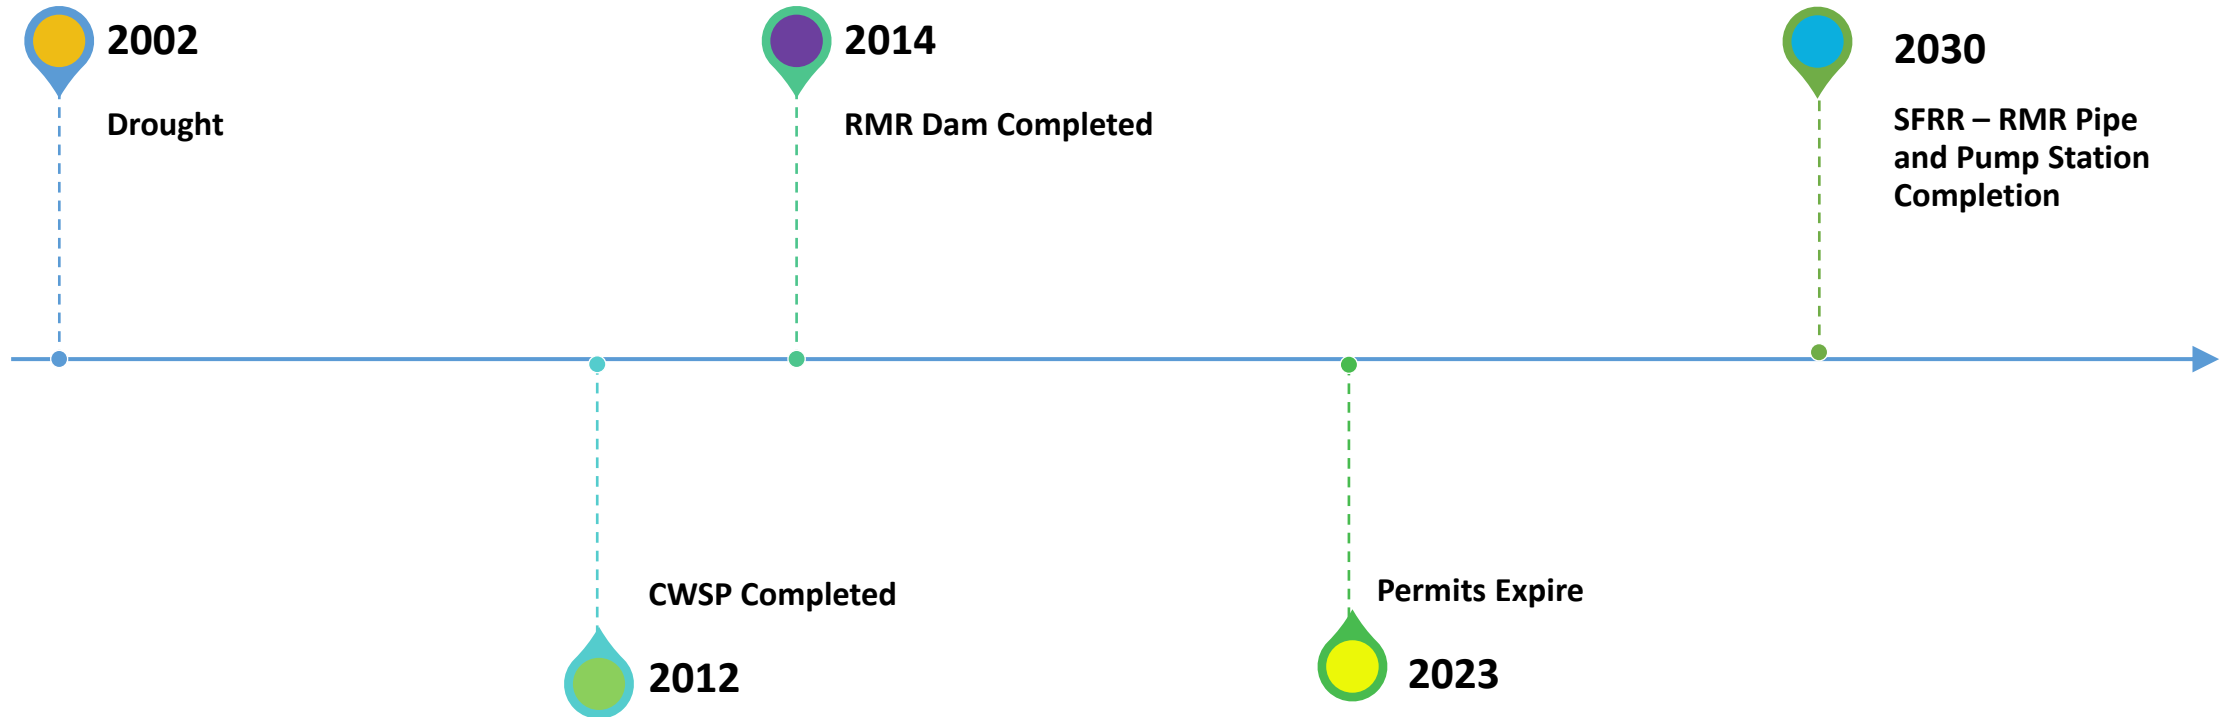 2002
Drought
2014
RMR Dam Completed
2030
SFRR – RMR Pipe
and Pump Station
Completion
CWSP Completed
2012
Permits Expire
2023